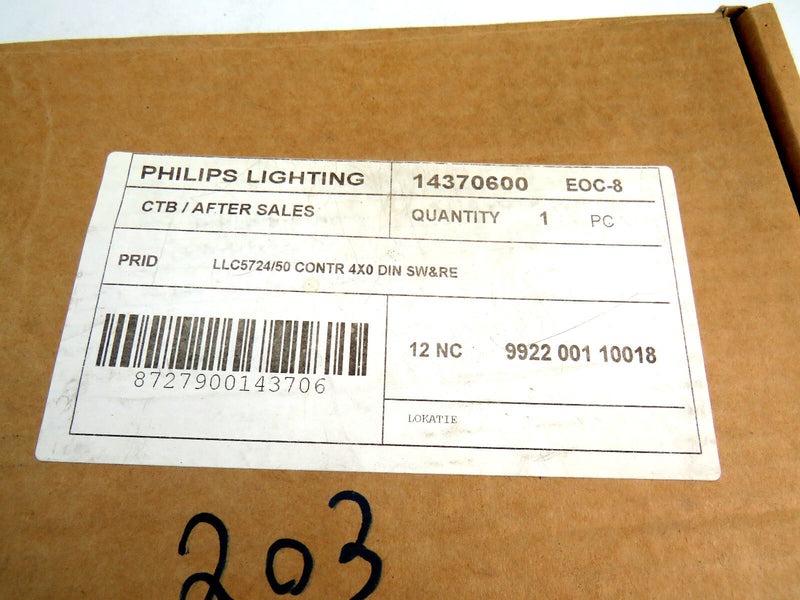 PHILIPS LIGHTING 14370600 EOC-8
CTB / AFTER SALES QUANTITY 1 PC
PRID LLC5724/50 CONTR 4X0 DIN SW&RE
12 NC 9922 001 10018
8727900143706
LOKATIE
203